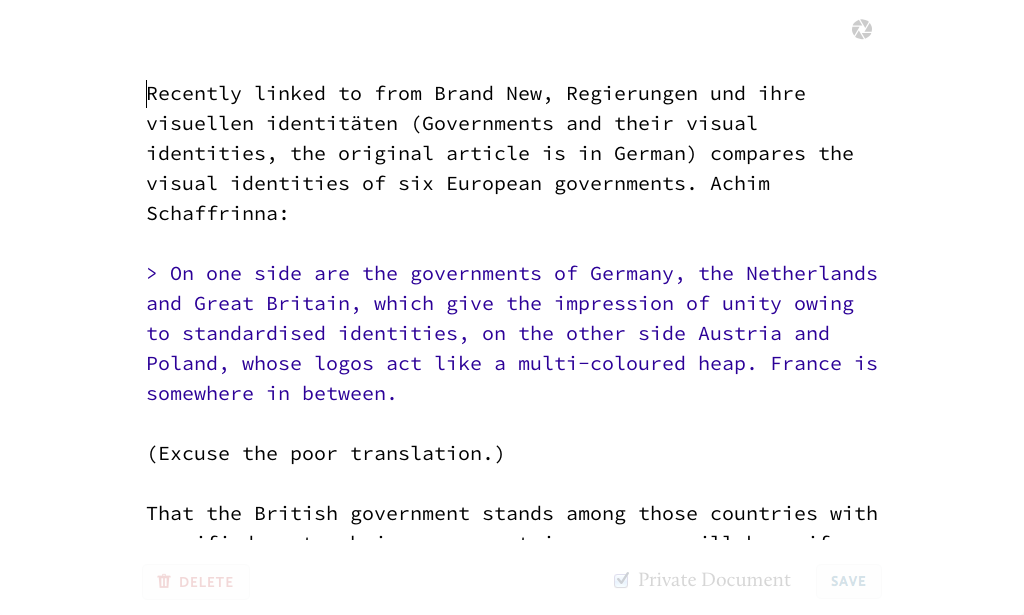 Recently linked to from Brand New, Regierungen und ihre
visuellen identitäten (Governments and their visual
identities, the original article is in German) compares the
visual identities of six European governments. Achim
Schaffrinna:
> On one side are the governments of Germany, the Netherlands
and Great Britain, which give the impression of unity owing
to standardised identities, on the other side Austria and
Poland, whose logos act like a multi-coloured heap. France is
somewhere in between.
(Excuse the poor translation.)
That the British government stands among those countries with
DELETE
Private Document
SAVE